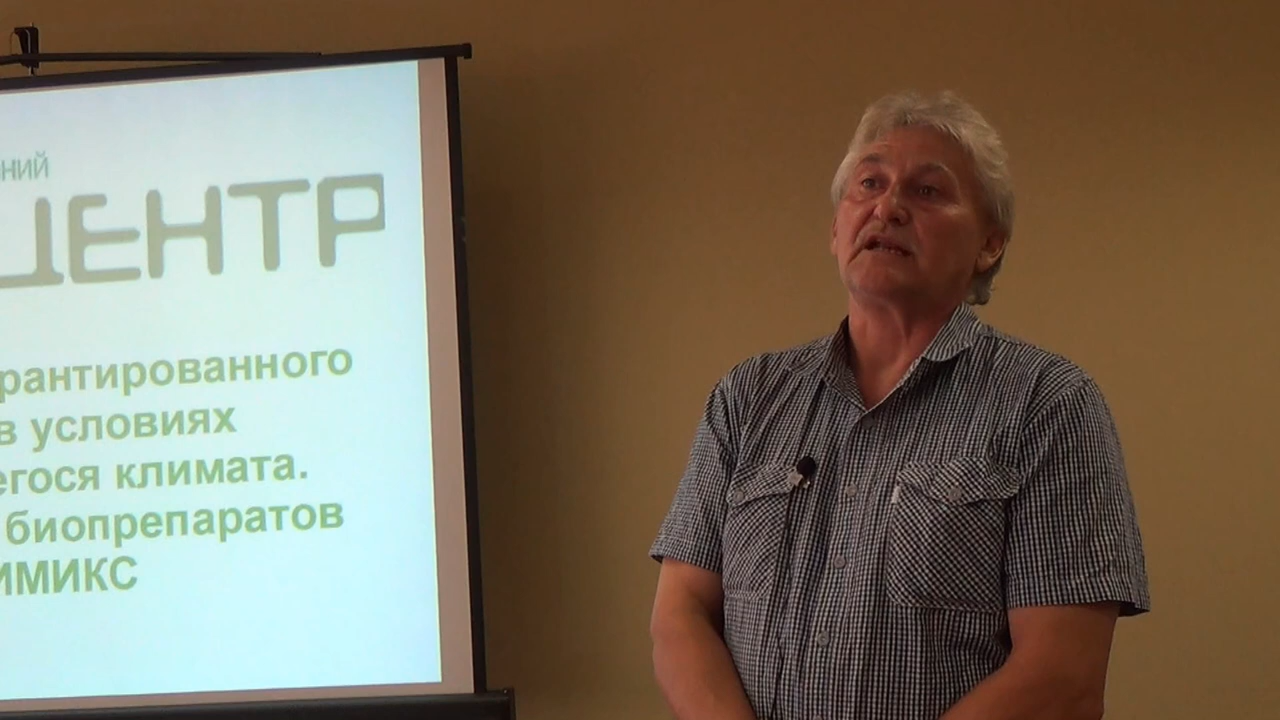 ний
ЦЕНТР
рантированного
в условиях
егося климата.
биопрепаратов
ИМИКС